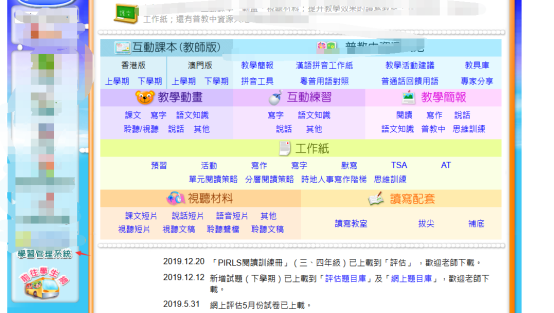 工作紙；還有普教中資源
互動課本 (教師版)
香港版 澳門版 教學簡報 漢語拼音工作紙 教學活動建議 教具庫
上學期 下學期 上學期 下學期 拼音工具 粵普用語對照 普通話百饋用語 專家分享
教學動畫 互動練習 教學簡報
課文 寫字 語文知識 寫字 語文知識 閱讀 寫作 說話
聆聽/視聽 說話 其他 說話 其他 語文知識 普教中 思維訓練
工作紙
預習 活動 寫作 寫字 默寫 TSA AT
單元閱讀策略 分層閱讀策略 時地人事寫作階梯 思維訓練
視聽材料 讀寫配套
課文短片 說話短片 語音短片 其他
視聽短片 視聽文稿 聆聽聲檔 聆聽文稿
讀寫教室 拔尖 補底
學習管理系統
2019.12.20 「PIRLS閱讀訓練冊」(三、四年級)已上載到「評估」，歡迎老師下載。
2019.12.12 新增試題(下學期)已上載到「評估題目庫」及「網上題目庫」，歡迎老師下載。
2019.5.31 網上評估5月份試卷已上載。